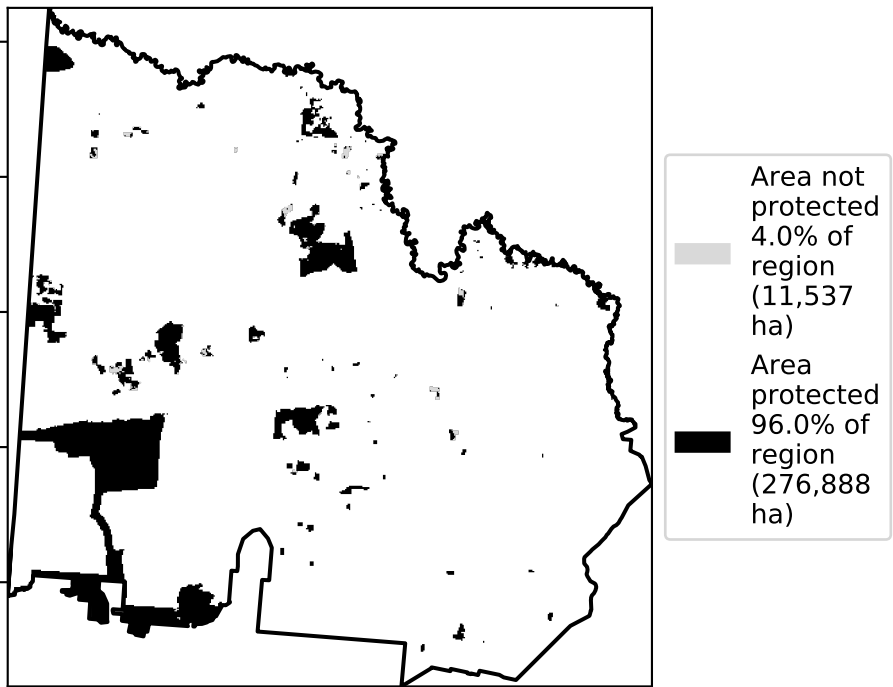 Area not
protected
4.0% of
region
(11,537
ha)
Area
protected
96.0% of
region
(276,888
ha)